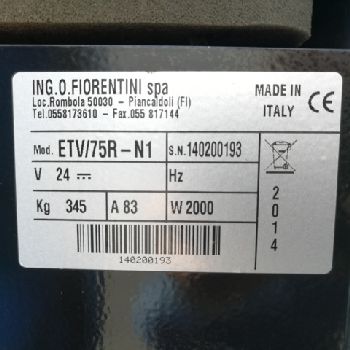 ING.O.FIORENTINI spa
Loc.Rombola 50030 – Piancaldoli (FI)
Tel.0558173610 – Fax.055 817144
MADE IN
ITALY CE
Mod. ETV/75R–N1 S.N.140200193
V 24 Hz
Kg 345 A 83 W 2000
2014
140200193